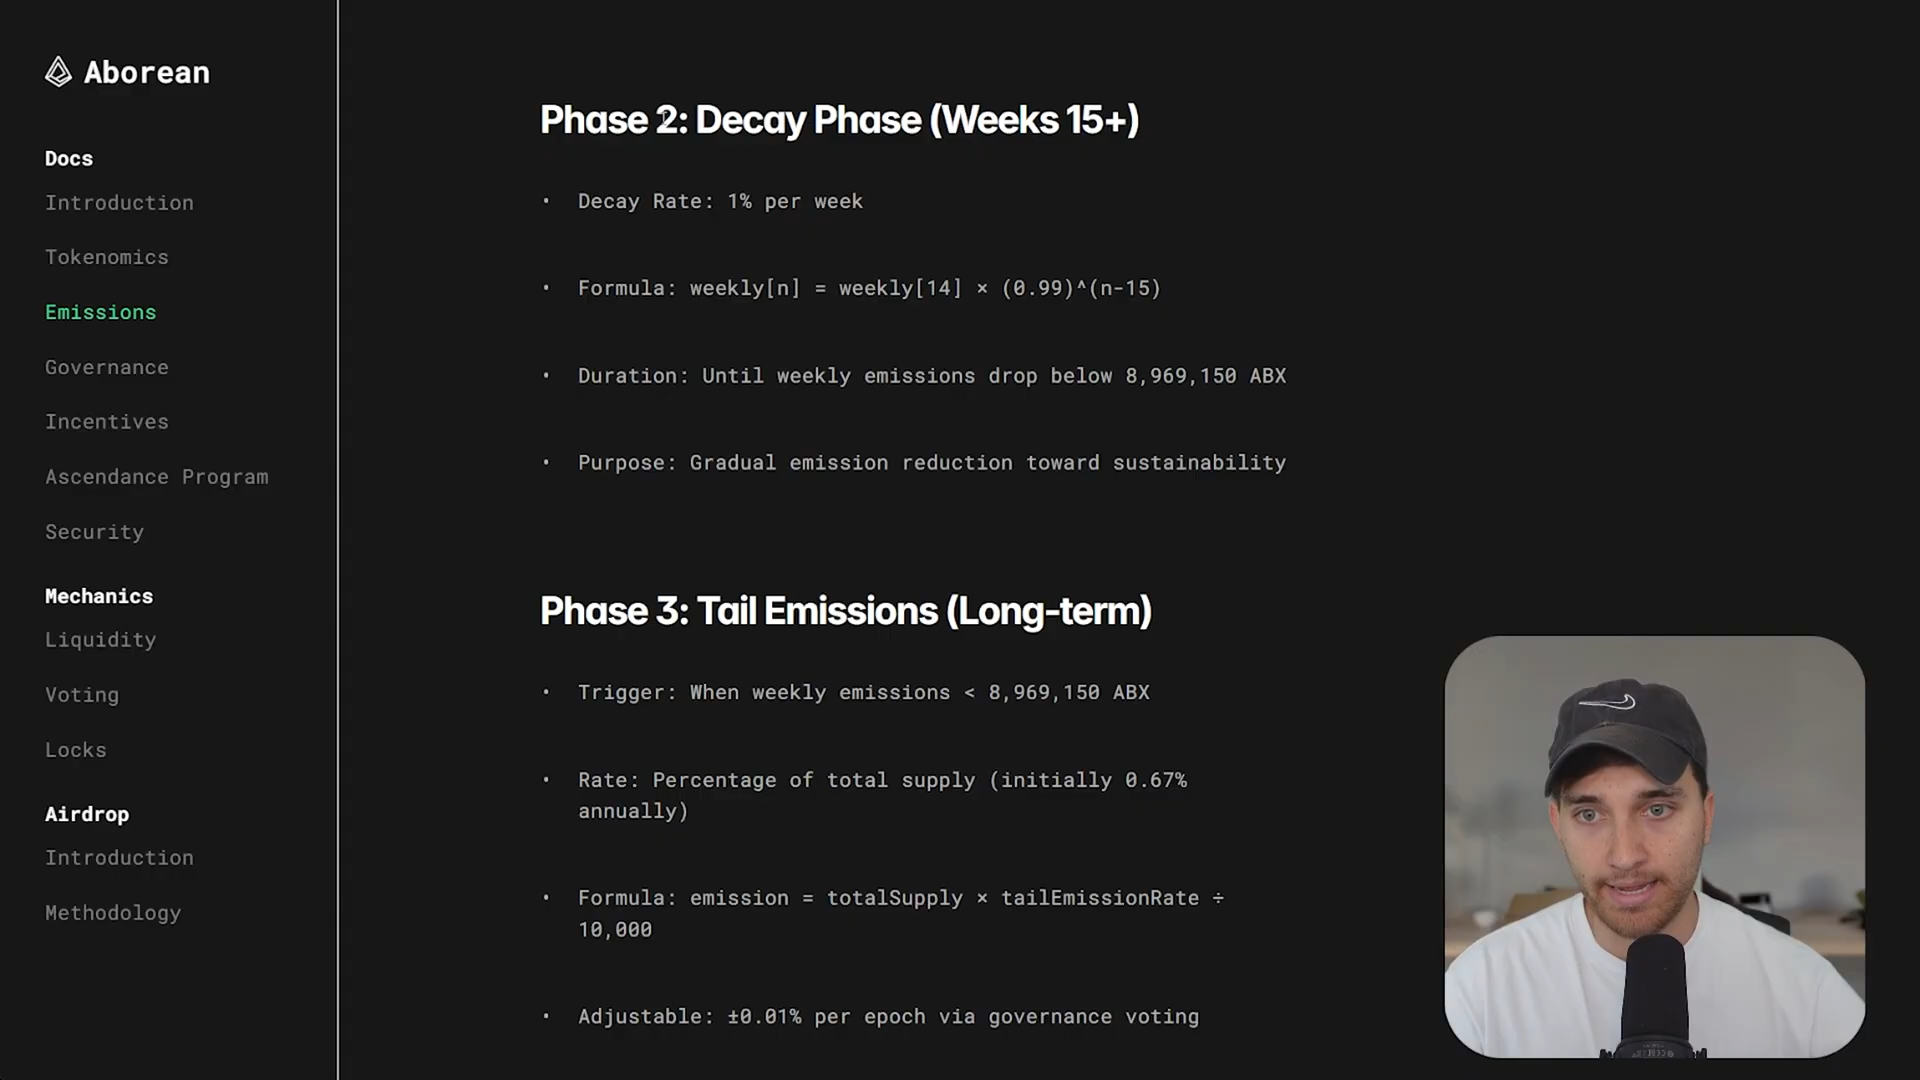 Aborean
Docs
Introduction
Tokenomics
Emissions
Governance
Incentives
Ascendance Program
Security
Mechanics
Liquidity
Voting
Locks
Airdrop
Introduction
Methodology
Phase 2: Decay Phase (Weeks 15+)
• Decay Rate: 1% per week
• Formula: weekly[n] = weekly[14] × (0.99)^(n-15)
• Duration: Until weekly emissions drop below 8,969,150 ABX
• Purpose: Gradual emission reduction toward sustainability
Phase 3: Tail Emissions (Long-term)
• Trigger: When weekly emissions < 8,969,150 ABX
• Rate: Percentage of total supply (initially 0.67%
annually)
• Formula: emission = totalSupply × tailEmissionRate ÷
10,000
• Adjustable: ±0.01% per epoch via governance voting